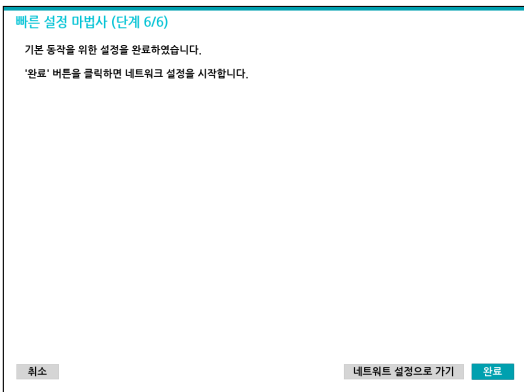 빠른 설정 마법사 (단계 6/6)
기본 동작을 위한 설정을 완료하였습니다.
'완료' 버튼을 클릭하면 네트워크 설정을 시작합니다.
취소
네트워트 설정으로 가기
완료